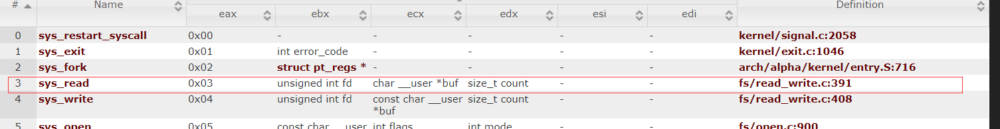 # Name eax ebx ecx edx esi edi Definition
0 sys_restart_syscall 0x00 - - - - - kernel/signal.c:2058
1 sys_exit 0x01 int error_code - - - - kernel/exit.c:1046
2 sys_fork 0x02 struct pt_regs * - - - - arch/alpha/kernel/entry.S:716
3 sys_read 0x03 unsigned int fd char __user *buf size_t count - - fs/read_write.c:391
4 sys_write 0x04 unsigned int fd const char __user size_t count - - fs/read_write.c:408
*buf
5 sys_open 0x05 const char __user int flags int mode - - fs/open.c:900